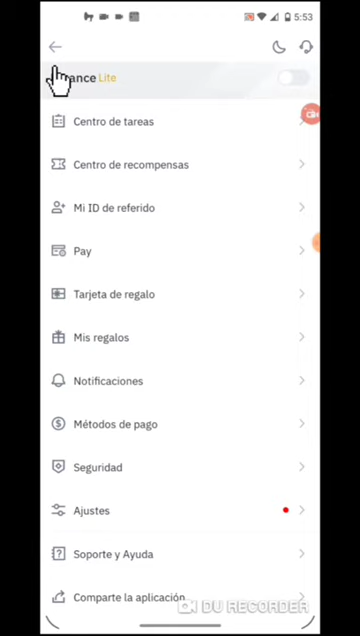 5:53
Lite
Centro de tareas
Centro de recompensas
Mi ID de referido
Pay
Tarjeta de regalo
Mis regalos
Notificaciones
Métodos de pago
Seguridad
Ajustes
Soporte y Ayuda
Comparte la aplicación
DU RECORDER